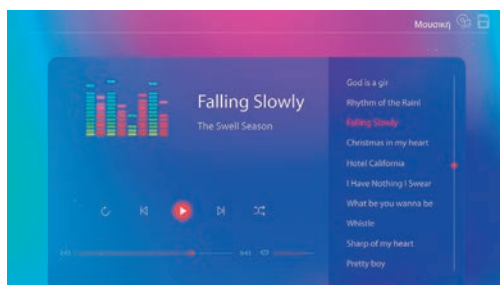 Μουσική
Falling Slowly
The Swell Season
God is a gir
Rhythm of the Rainl
Falling Slowly
Christmas in my heart
Hotel California
I Have Nothing I Swear
What be you wanna be
Whistle
Sharp of my heart
Pretty boy